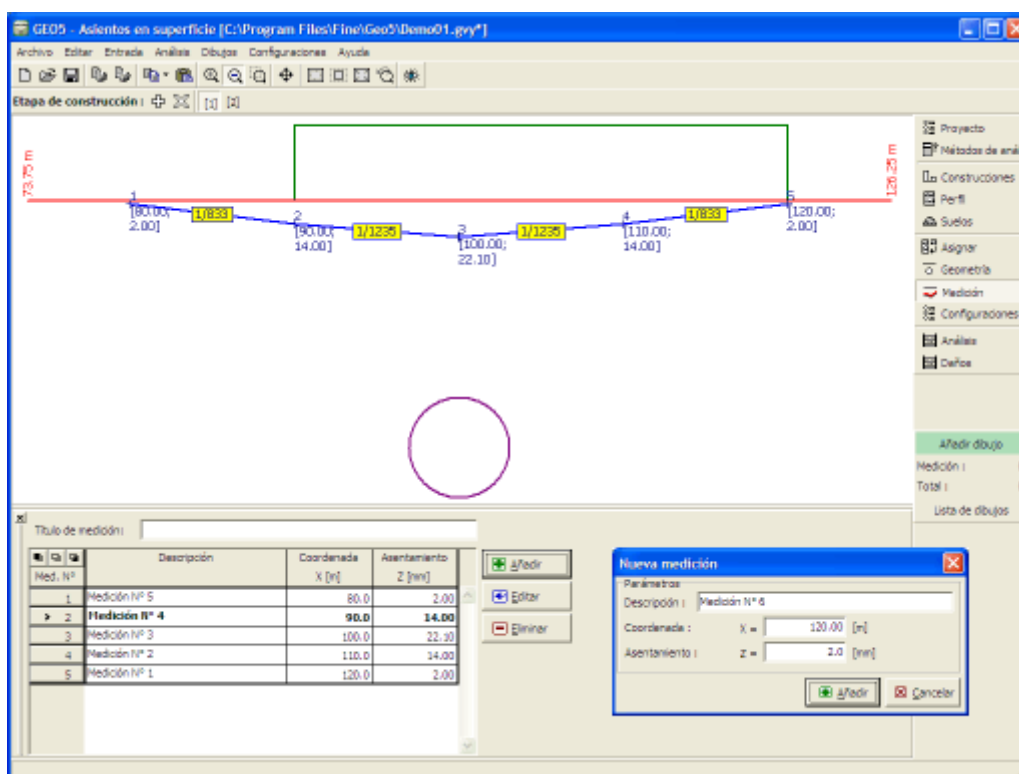 GEO5 - Asientos en superficie [C:\Program Files\Fine\Geo5\Demo01.gvy*]
Archivo Editar Entrada Análisis Dibujos Configuraciones Ayuda
Etapa de construcción : [1] [2]
73.75 m
126.25 m
1
[80.00;
2.00]
1/833
2
[90.00;
14.00]
1/1235
3
[100.00;
22.10]
1/1235
4
[110.00;
14.00]
1/833
5
[120.00;
2.00]
Proyecto
Métodos de aná
Construcciones
Perfil
Suelos
Asignar
Geometría
Medición
Configuraciones
Análisis
Daños
Añadir dibujo
Medición :
Total :
Lista de dibujos
Título de medición:
Med. Nº Descripción Coordenada X [m] Asentamiento Z [mm]
1 Medición Nº 5 80.0 2.00
> 2 Medición Nº 4 90.0 14.00
3 Medición Nº 3 100.0 22.10
4 Medición Nº 2 110.0 14.00
5 Medición Nº 1 120.0 2.00
Añadir
Editar
Eliminar
Nueva medición
Parámetros
Descripción : Medición Nº 6
Coordenada : X = 120.00 [m]
Asentamiento : Z = 2.0 [mm]
Añadir Cancelar